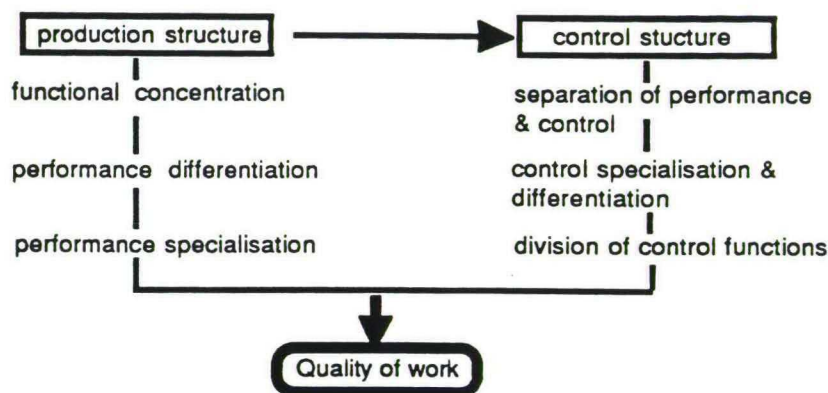 production structure
control stucture
functional concentration
separation of performance
& control
performance differentiation
control specialisation &
differentiation
performance specialisation
division of control functions
Quality of work